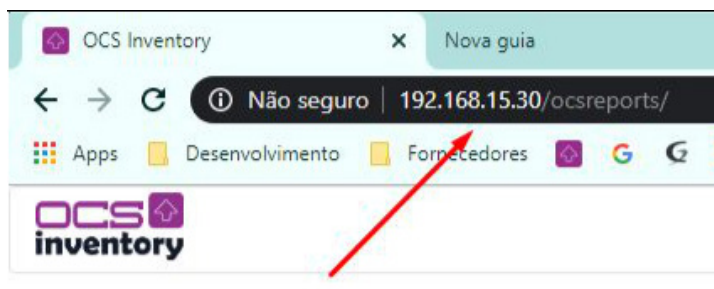 OCS Inventory Nova guia
Não seguro 192.168.15.30/ocsreports/
Apps Desenvolvimento Fornecedores
OCS
inventory